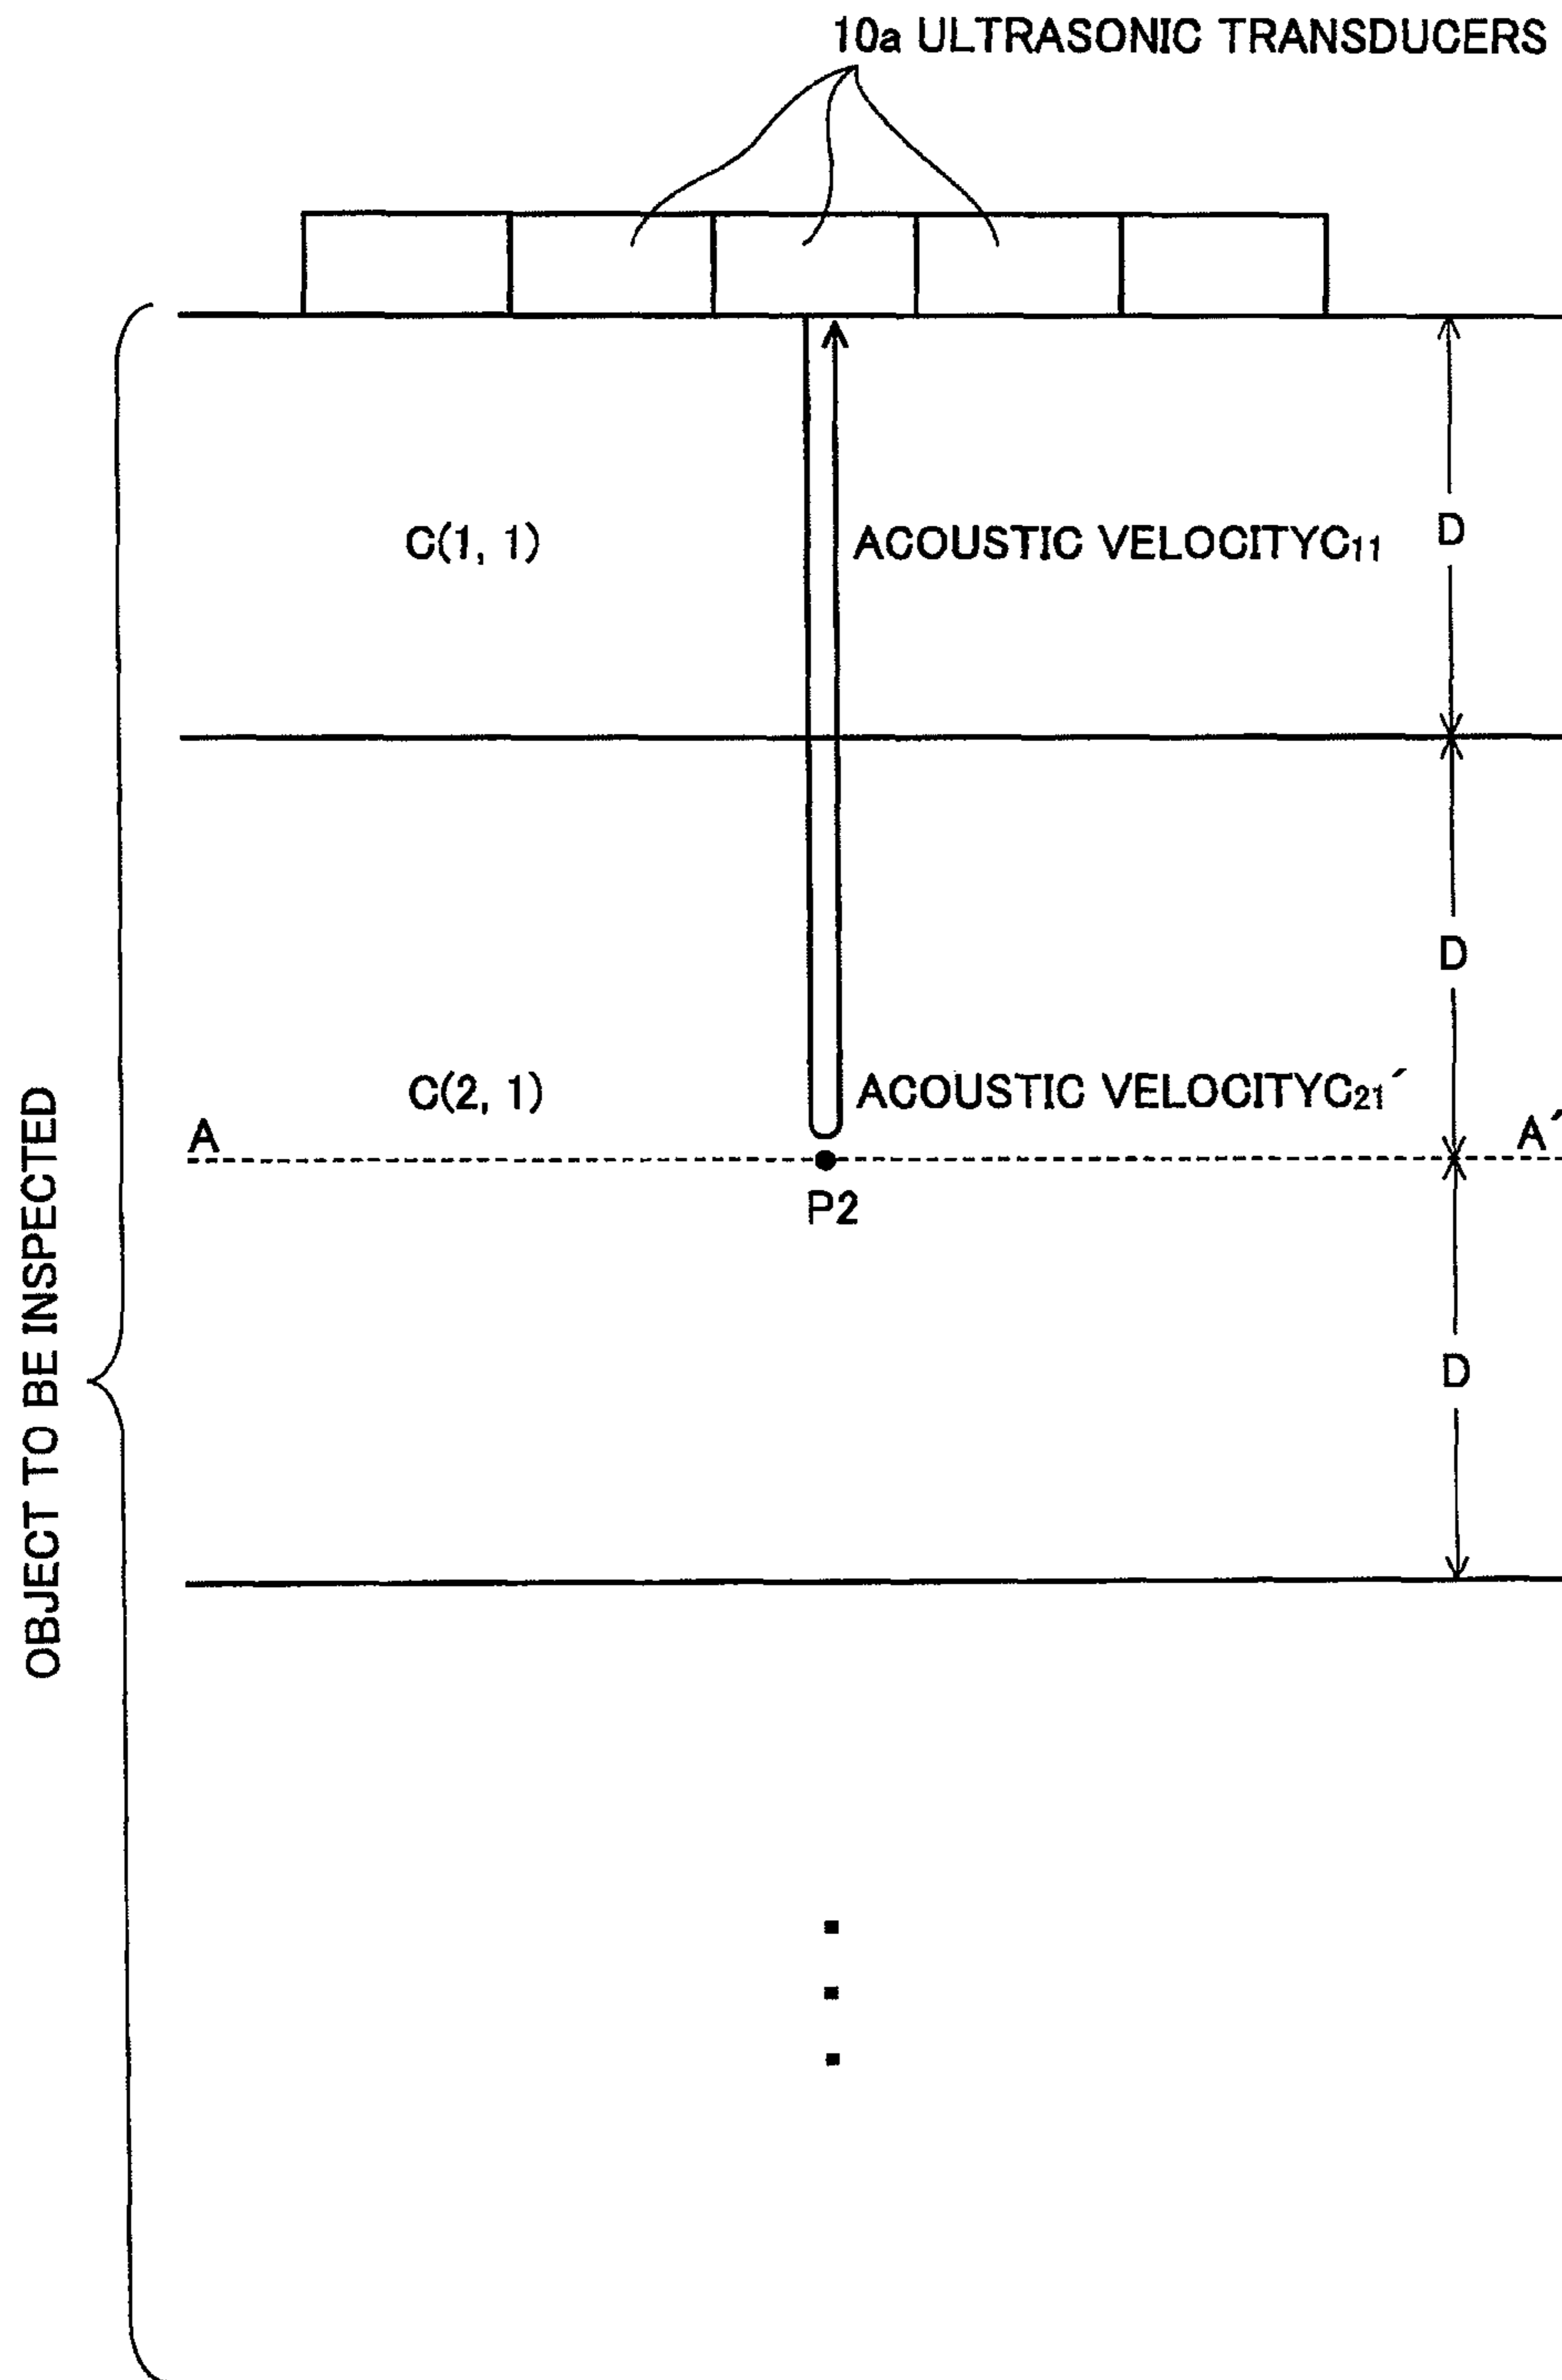 10a ULTRASONIC TRANSDUCERS
C(1, 1)
ACOUSTIC VELOCITYC₁₁
D
D
C(2, 1)
ACOUSTIC VELOCITYC₂₁´
A
A´
P2
D
OBJECT TO BE INSPECTED